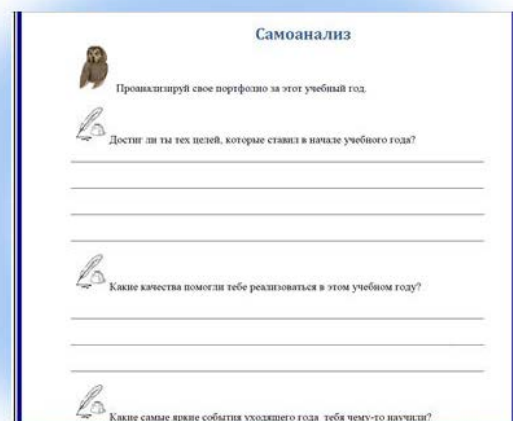 Самоанализ
Проанализируй свое портфолио за этот учебный год.
Достиг ли ты тех целей, которые ставил в начале учебного года?
Какие качества помогли тебе реализоваться в этом учебном году?
Какие самые яркие события уходящего года тебя чему-то научили?